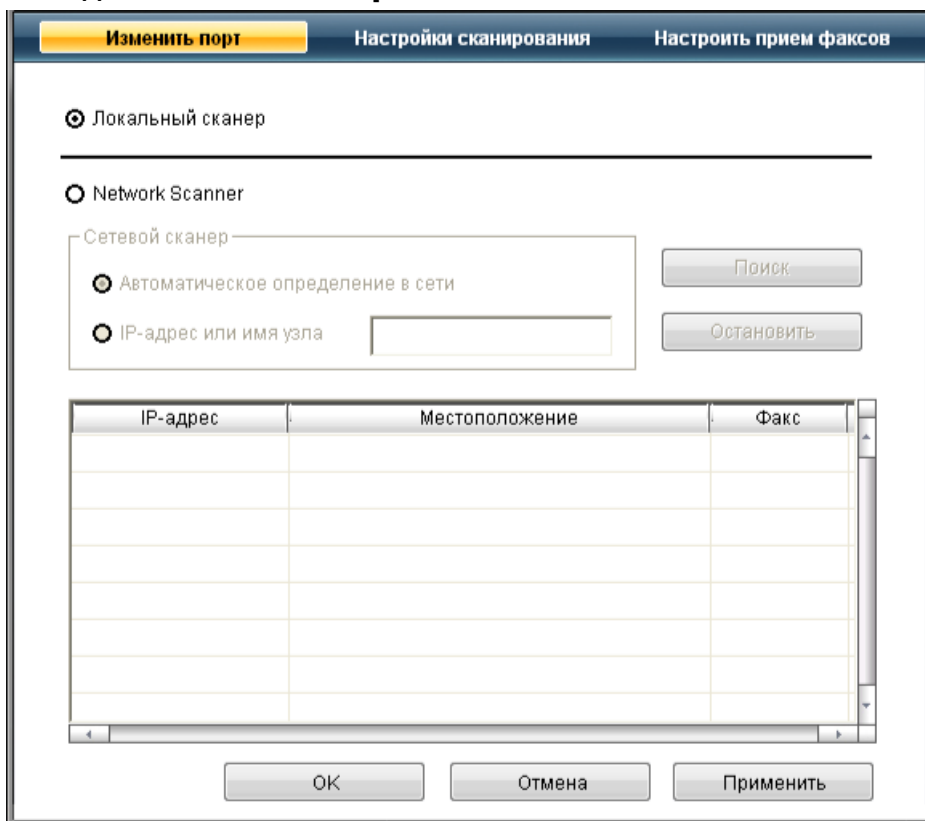 Изменить порт Настройки сканирования Настроить прием факсов
Локальный сканер
Network Scanner
Сетевой сканер
Автоматическое определение в сети
Поиск
IP-адрес или имя узла
Остановить
IP-адрес Местоположение Факс
OK Отмена Применить